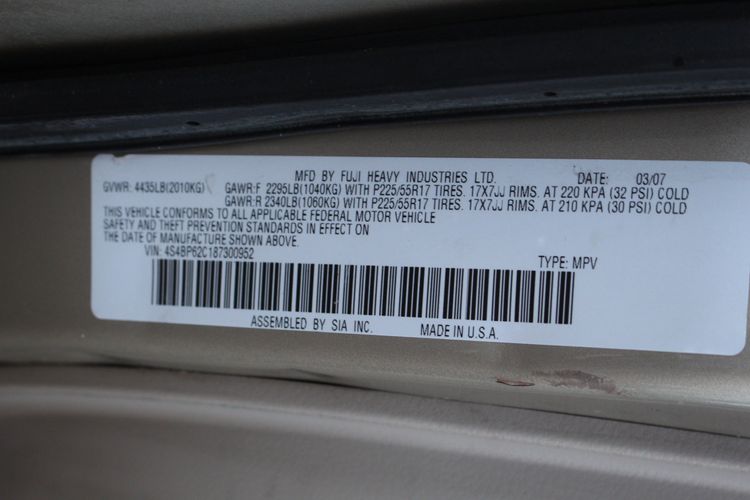 MFD BY FUJI HEAVY INDUSTRIES LTD. DATE: 03/07
GVWR: 4435LB(2010KG) GAWR:F 2295LB(1040KG) WITH P225/55R17 TIRES. 17X7JJ RIMS. AT 220 KPA (32 PSI) COLD
GAWR:R 2340LB(1060KG) WITH P225/55R17 TIRES. 17X7JJ RIMS. AT 210 KPA (30 PSI) COLD
THIS VEHICLE CONFORMS TO ALL APPLICABLE FEDERAL MOTOR VEHICLE
SAFETY AND THEFT PREVENTION STANDARDS IN EFFECT ON
THE DATE OF MANUFACTURE SHOWN ABOVE.
VIN: 4S4BP62C187300952 TYPE: MPV
ASSEMBLED BY SIA INC. MADE IN U.S.A.